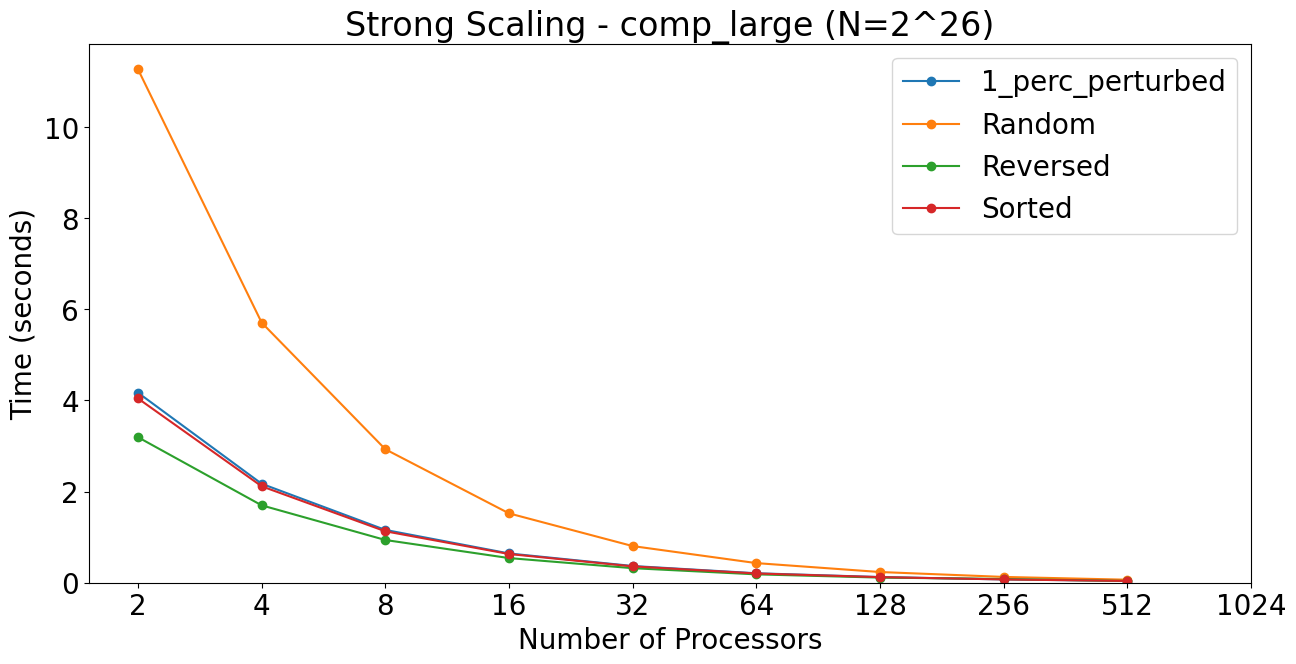 Strong Scaling - comp_large (N=2^26)
1_perc_perturbed
Random
Reversed
Sorted
Time (seconds)
10
8
6
4
2
0
2 4 8 16 32 64 128 256 512 1024
Number of Processors